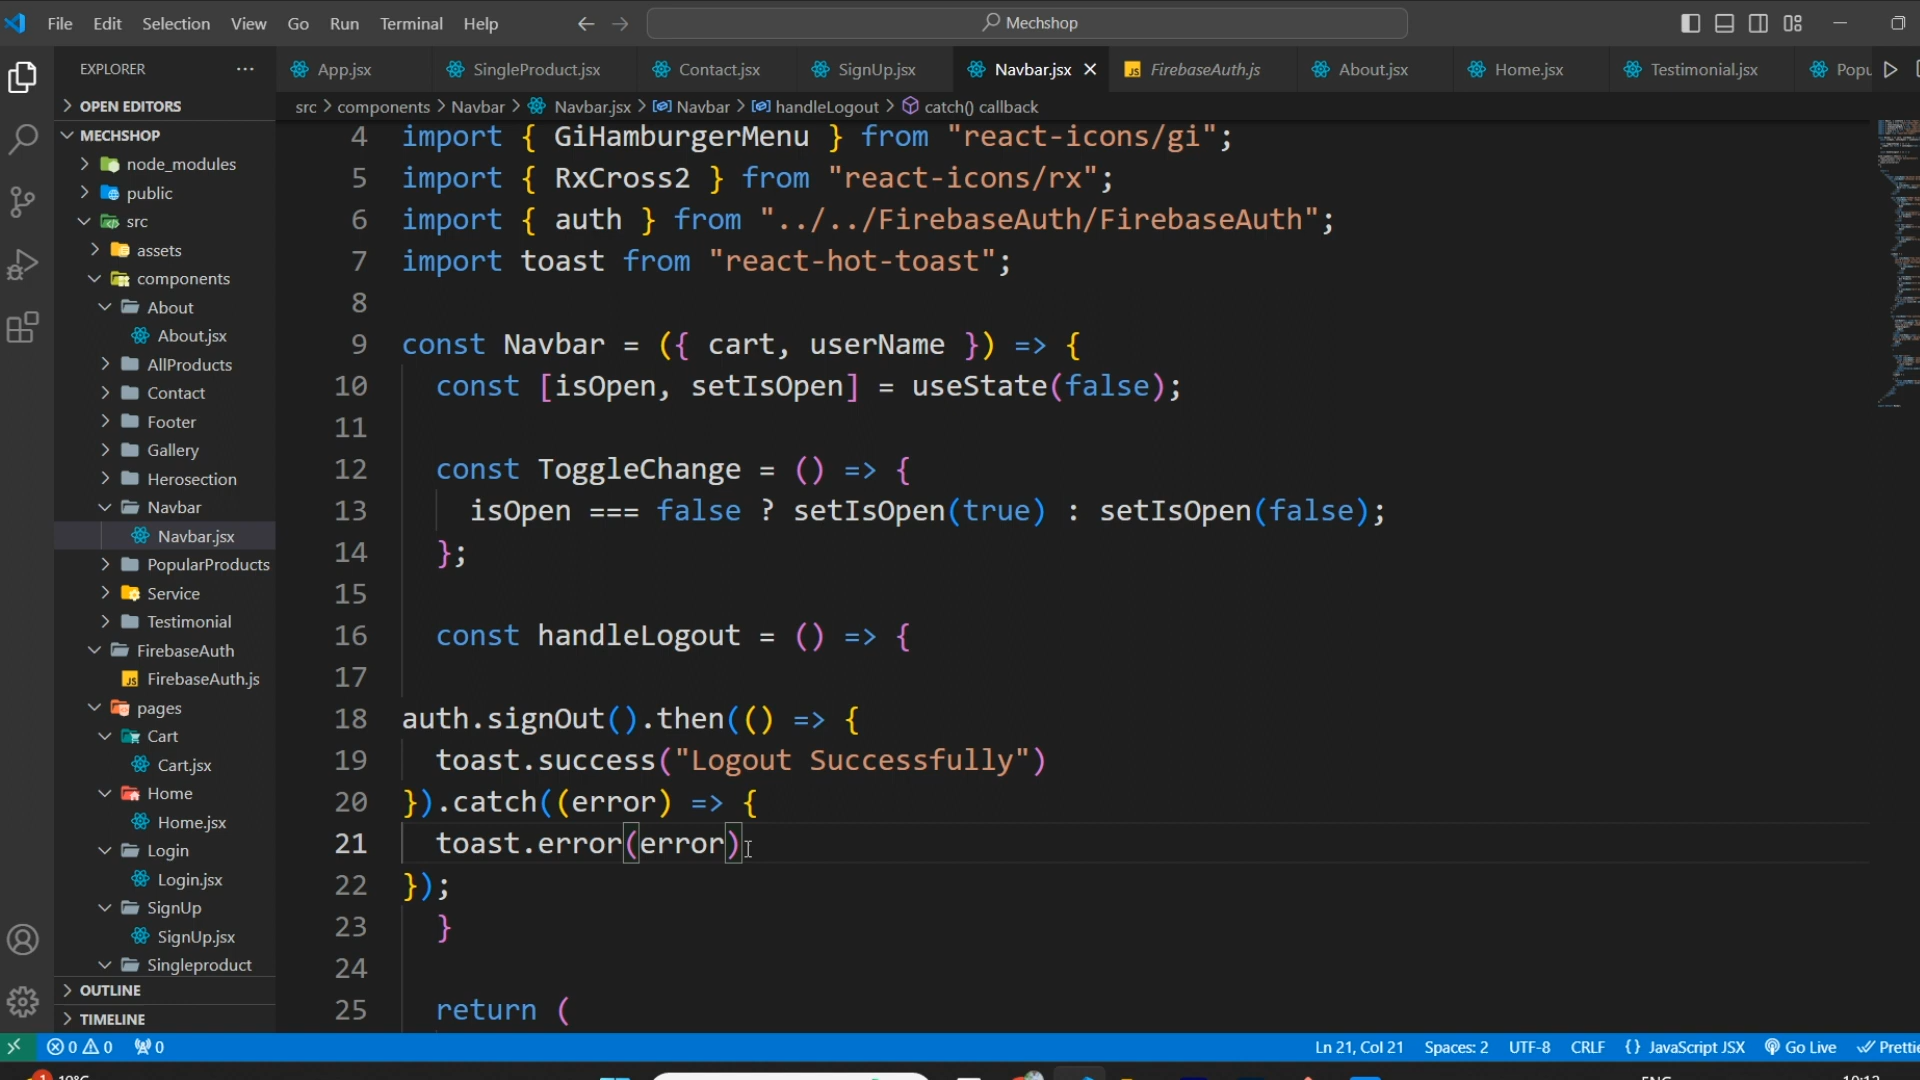 File Edit Selection View Go Run Terminal Help Mechshop
EXPLORER
App.jsx SingleProduct.jsx Contact.jsx SignUp.jsx Navbar.jsx FirebaseAuth.js About.jsx Home.jsx Testimonial.jsx Popu
src > components > Navbar > Navbar.jsx > Navbar > handleLogout > catch() callback
OPEN EDITORS
MECHSHOP
node_modules
public
src
assets
components
About
About.jsx
AllProducts
Contact
Footer
Gallery
Herosection
Navbar
Navbar.jsx
PopularProducts
Service
Testimonial
FirebaseAuth
FirebaseAuth.js
pages
Cart
Cart.jsx
Home
Home.jsx
Login
Login.jsx
SignUp
SignUp.jsx
Singleproduct
OUTLINE
TIMELINE
4 import { GiHamburgerMenu } from "react-icons/gi";
5 import { RxCross2 } from "react-icons/rx";
6 import { auth } from "../../FirebaseAuth/FirebaseAuth";
7 import toast from "react-hot-toast";
8
9 const Navbar = ({ cart, userName }) => {
10 const [isOpen, setIsOpen] = useState(false);
11
12 const ToggleChange = () => {
13 isOpen === false ? setIsOpen(true) : setIsOpen(false);
14 };
15
16 const handleLogout = () => {
17
18 auth.signOut().then(() => {
19 toast.success("Logout Successfully")
20 }).catch((error) => {
21 toast.error(error)
22 });
23 }
24
25 return (
0 0 0 Ln 21, Col 21 Spaces: 2 UTF-8 CRLF {} JavaScript JSX Go Live Prettie